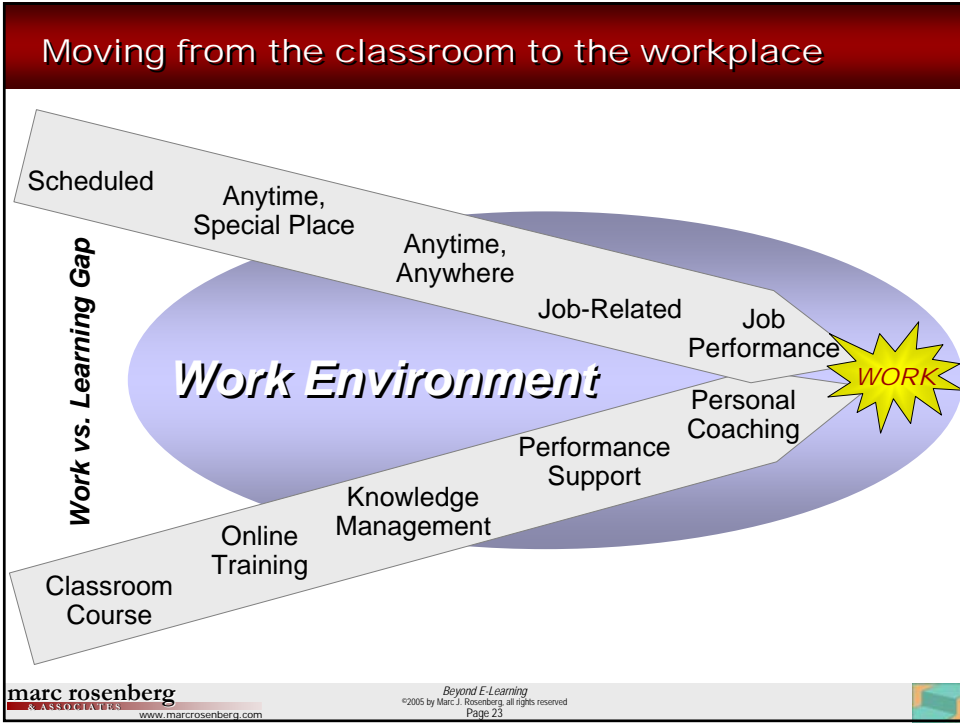 Moving from the classroom to the workplace
Scheduled
Anytime,
Special Place
Anytime,
Anywhere
Job-Related
Job
Performance
WORK
Work vs. Learning Gap
Work Environment
Personal
Coaching
Performance
Support
Knowledge
Management
Online
Training
Classroom
Course
marc rosenberg
& ASSOCIATES
www.marcrosenberg.com
Beyond E-Learning
©2005 by Marc J. Rosenberg, all rights reserved
Page 23